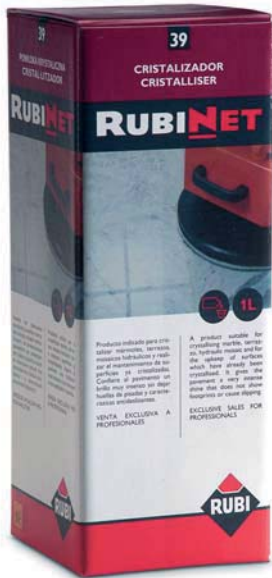 39
CRISTALIZADOR
CRISTALLISER
RUBINET
1L
Producto indicado para cris-
talizar mármoles, terrazos,
mosaicos hidráulicos y reali-
zar el mantenimiento de su-
perficies ya cristalizadas.
Confiere al pavimento un
brillo muy intenso sin dejar
huellas de pisadas y caracte-
rísticas antideslizantes.
VENTA EXCLUSIVA A
PROFESIONALES
A product suitable for
crystallising marble, terraz-
zo, hydraulic mosaic and for
the upkeep of surfaces
which have already been
crystallised. It gives the
pavement a very intense
shine that does not show
footprints or cause slipping.
EXCLUSIVE SALES FOR
PROFESSIONALS
RUBI
39
RUBINET